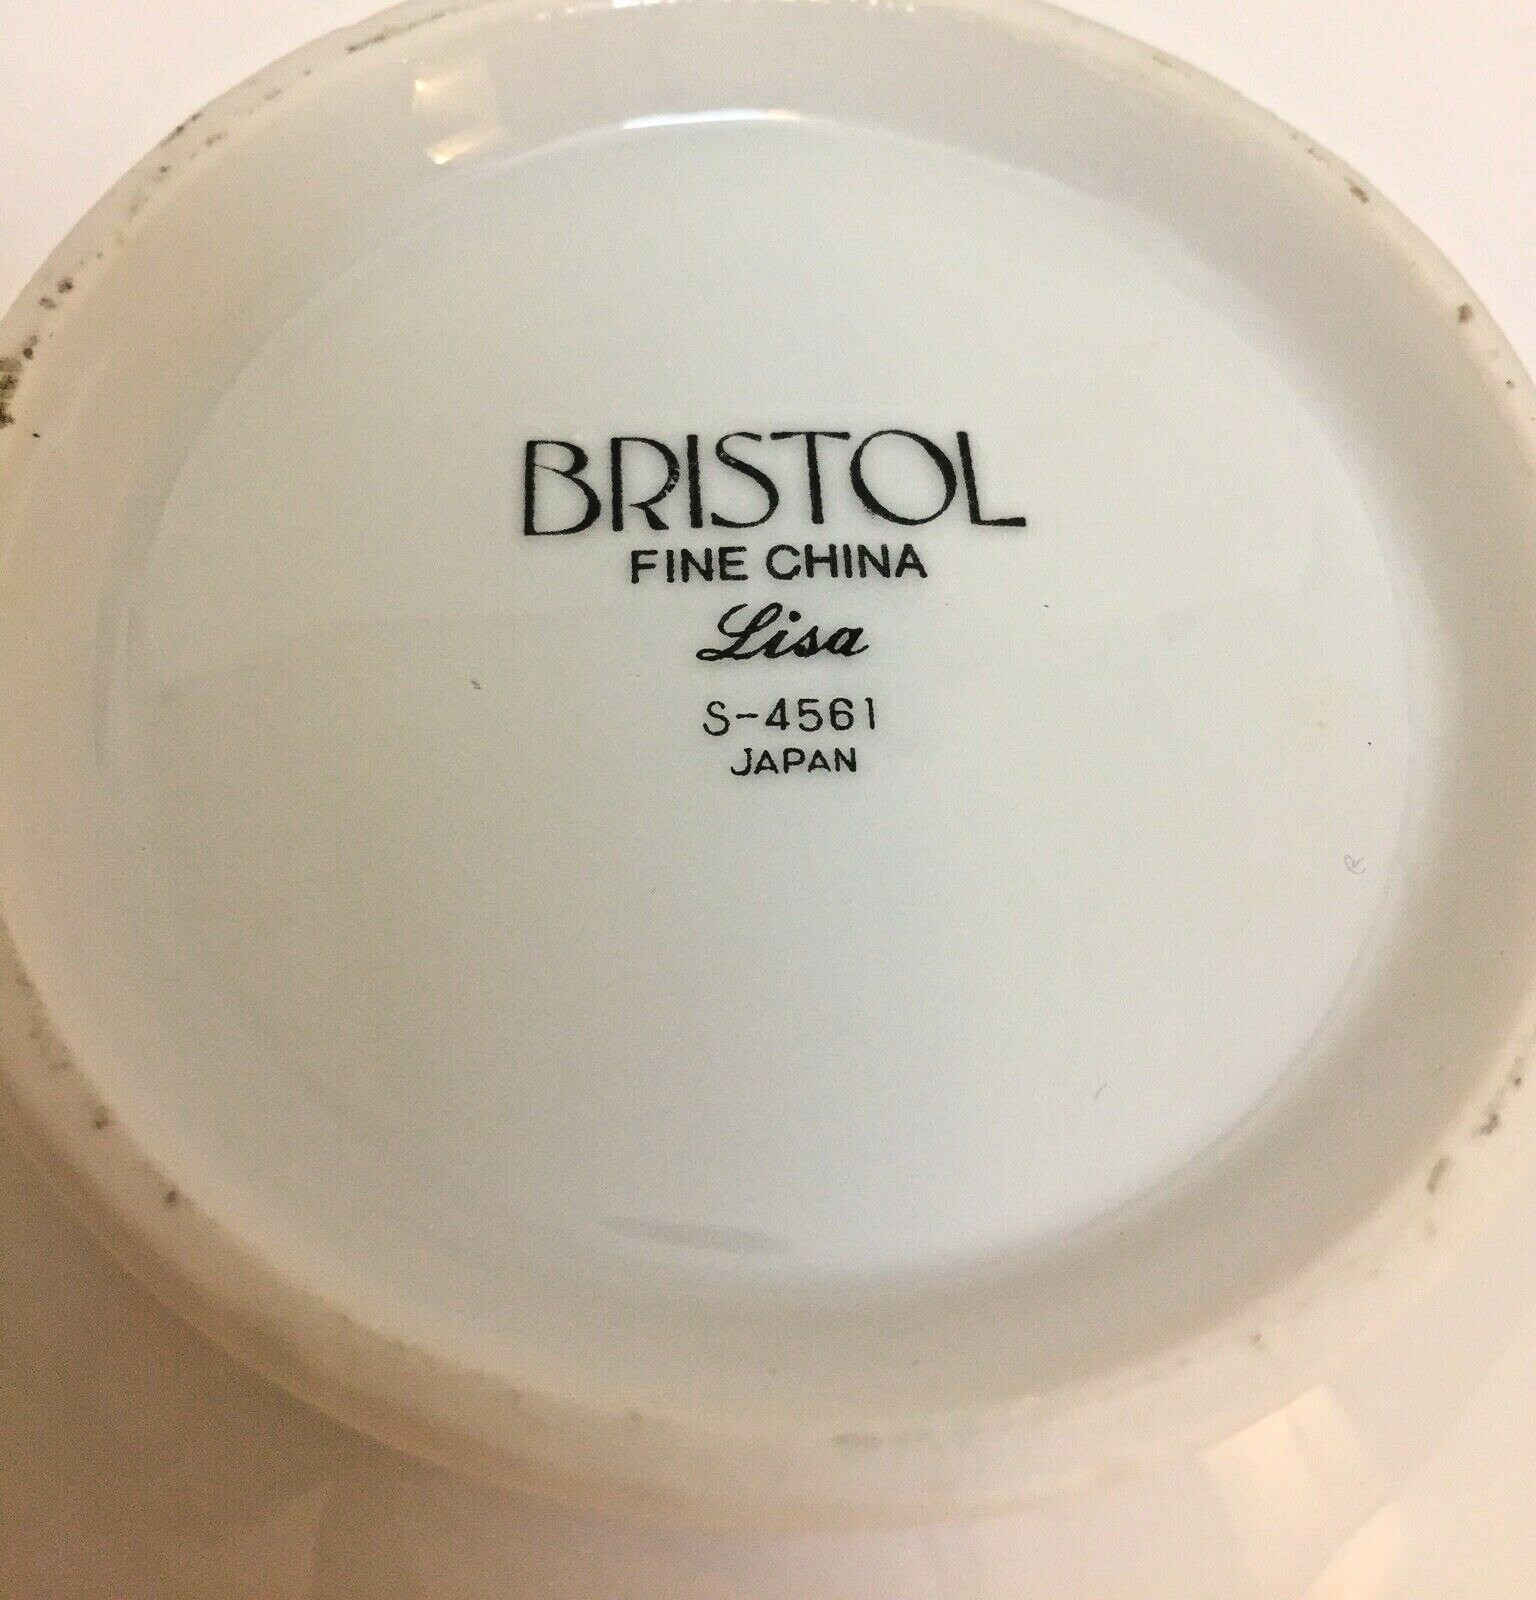 BRISTOL
FINE CHINA
Lisa
S-4561
JAPAN